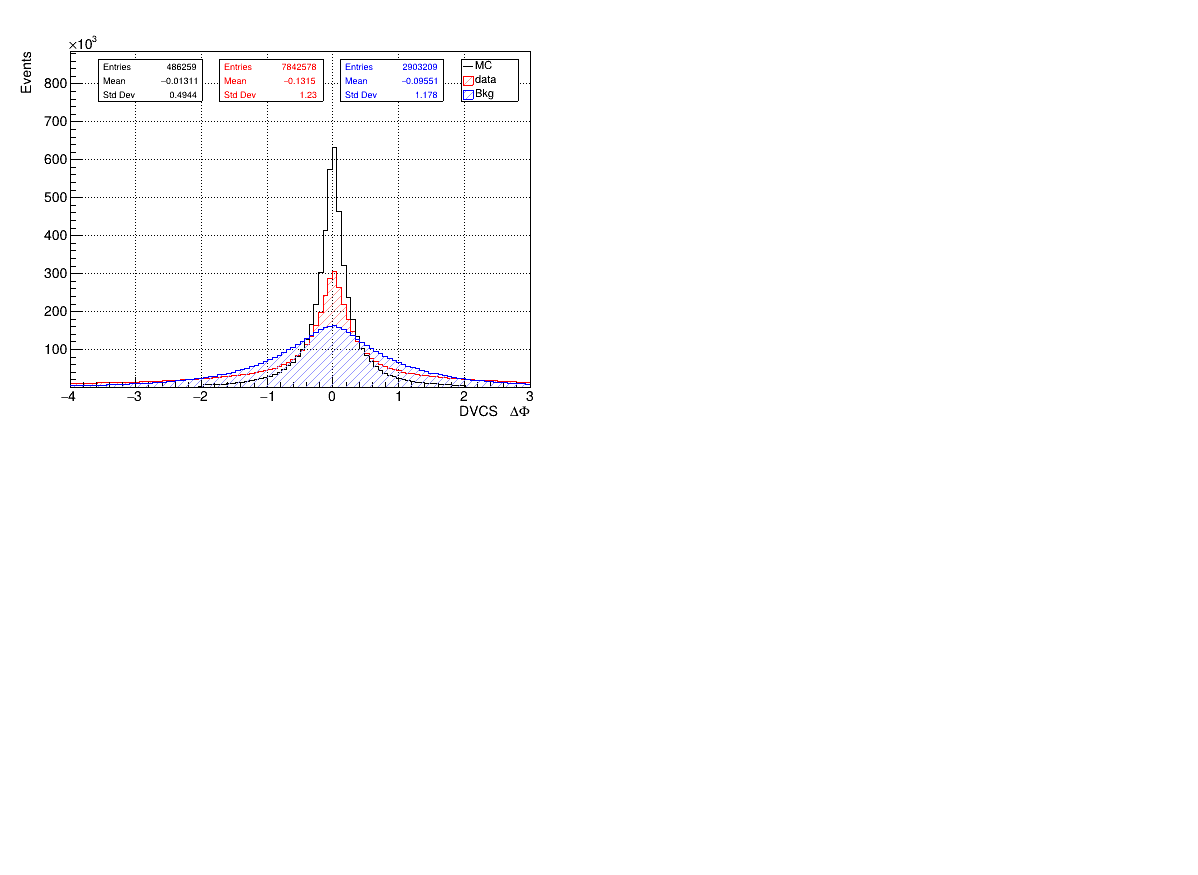 ×10³
Events
Entries 486259
Mean −0.01311
Std Dev 0.4944
Entries 7842578
Mean −0.1315
Std Dev 1.23
Entries 2903209
Mean −0.09551
Std Dev 1.178
MC
data
Bkg
800
700
600
500
400
300
200
100
−4 −3 −2 −1 0 1 2 3
DVCS ΔΦ